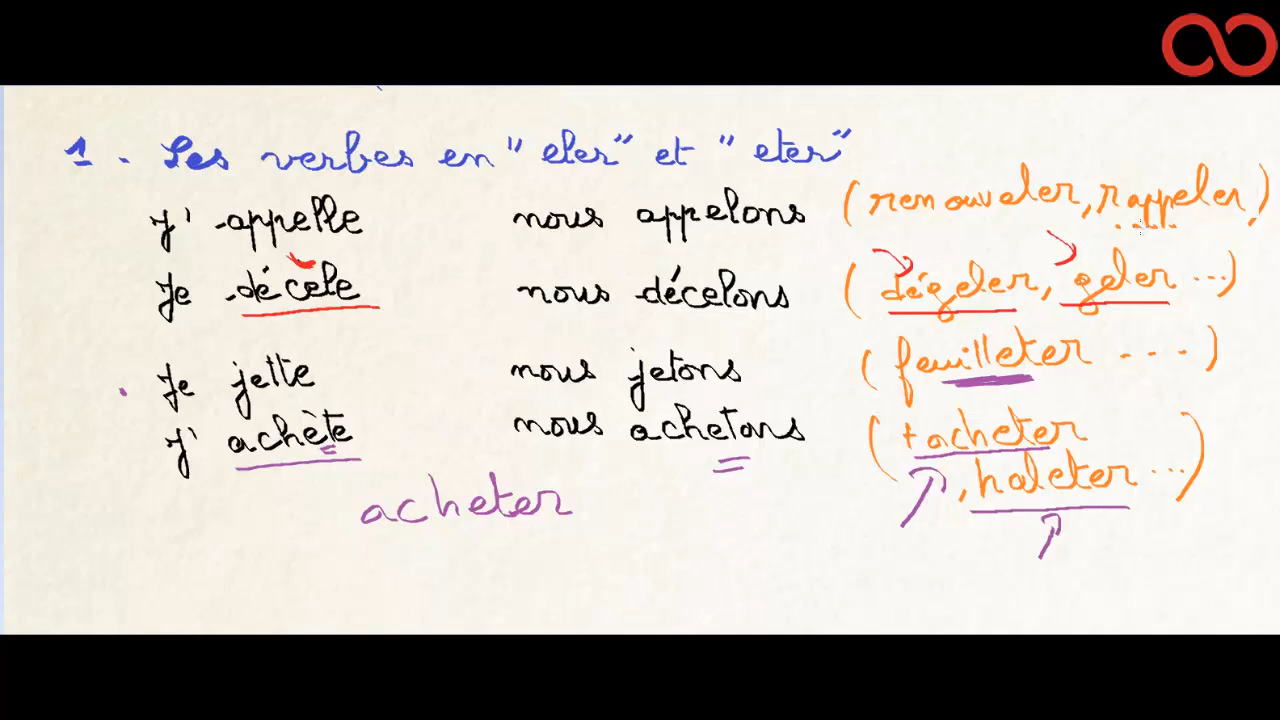 1. Les verbes en "eler" et "eter"
j' appelle nous appelons (renouveler, rappeler)
Je décèle nous décelons (dégeler, geler ...)
Je jette nous jetons (feuilleter ....)
j' achète nous achetons (+acheter
, haleter ...)
acheter